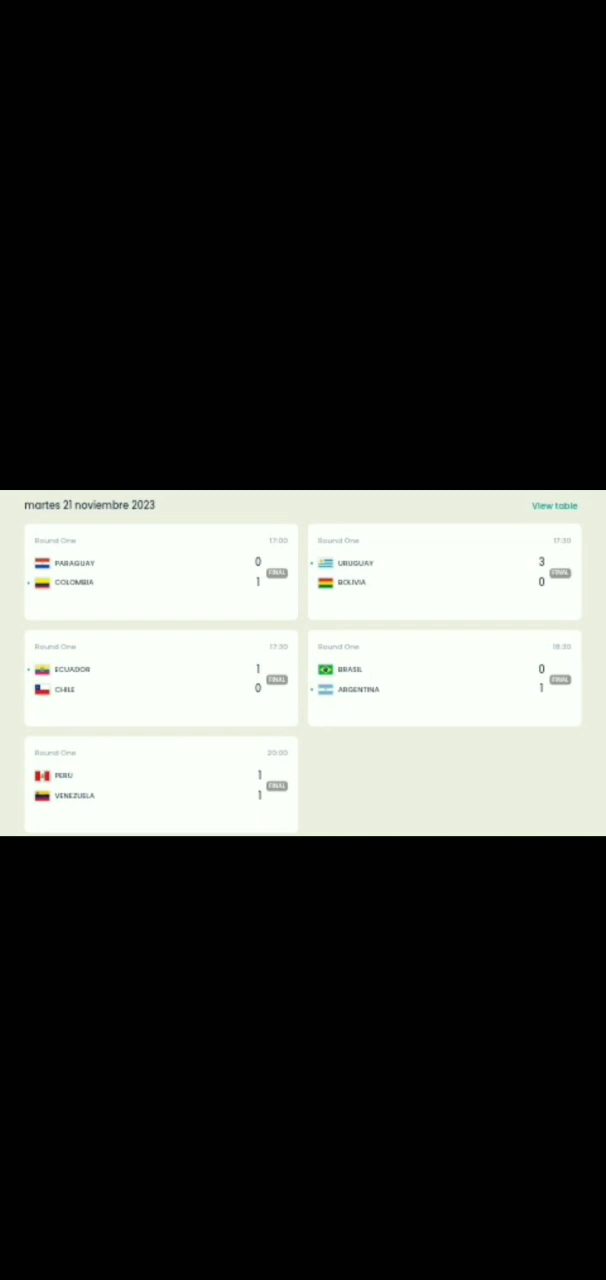 martes 21 noviembre 2023
View table
Round One 17:00
PARAGUAY 0
FINAL
COLOMBIA 1
Round One 17:30
URUGUAY 3
FINAL
BOLIVIA 0
Round One 17:30
ECUADOR 1
FINAL
CHILE 0
Round One 18:30
BRASIL 0
FINAL
ARGENTINA 1
Round One 20:00
PERU 1
FINAL
VENEZUELA 1